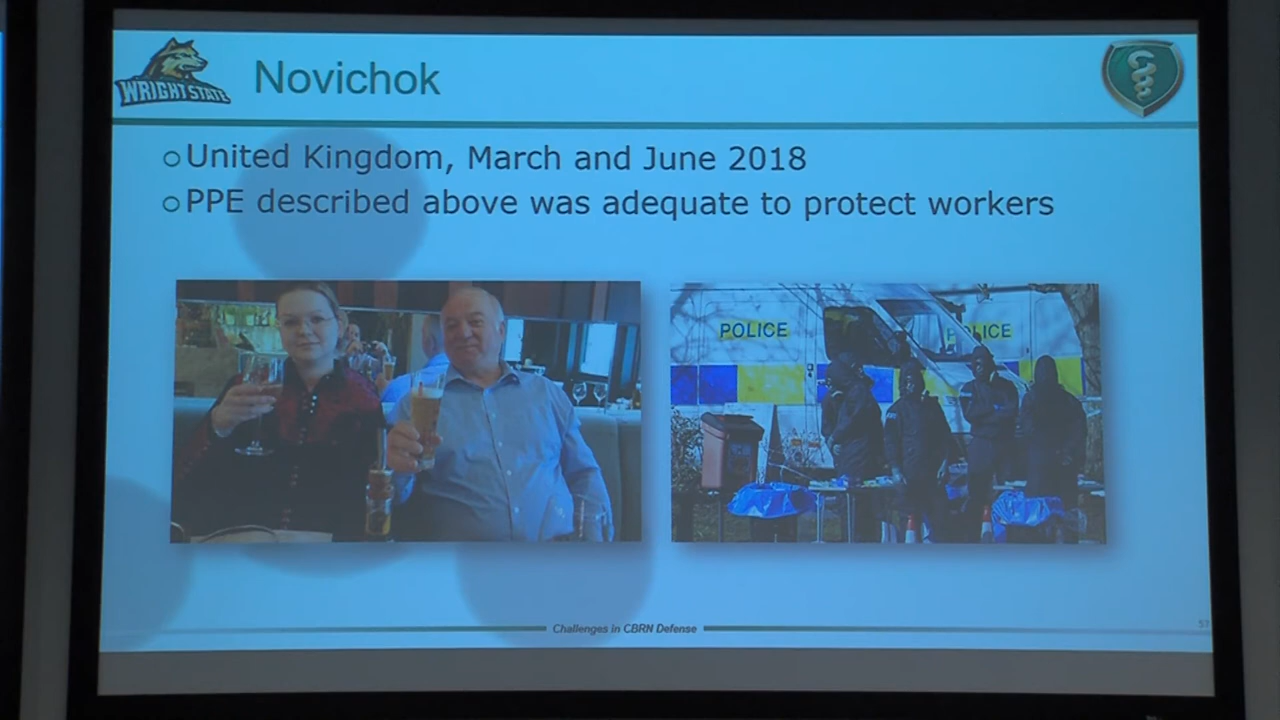 WRIGHT STATE
Novichok
United Kingdom, March and June 2018
PPE described above was adequate to protect workers
POLICE
POLICE
Challenges in CBRN Defense
57